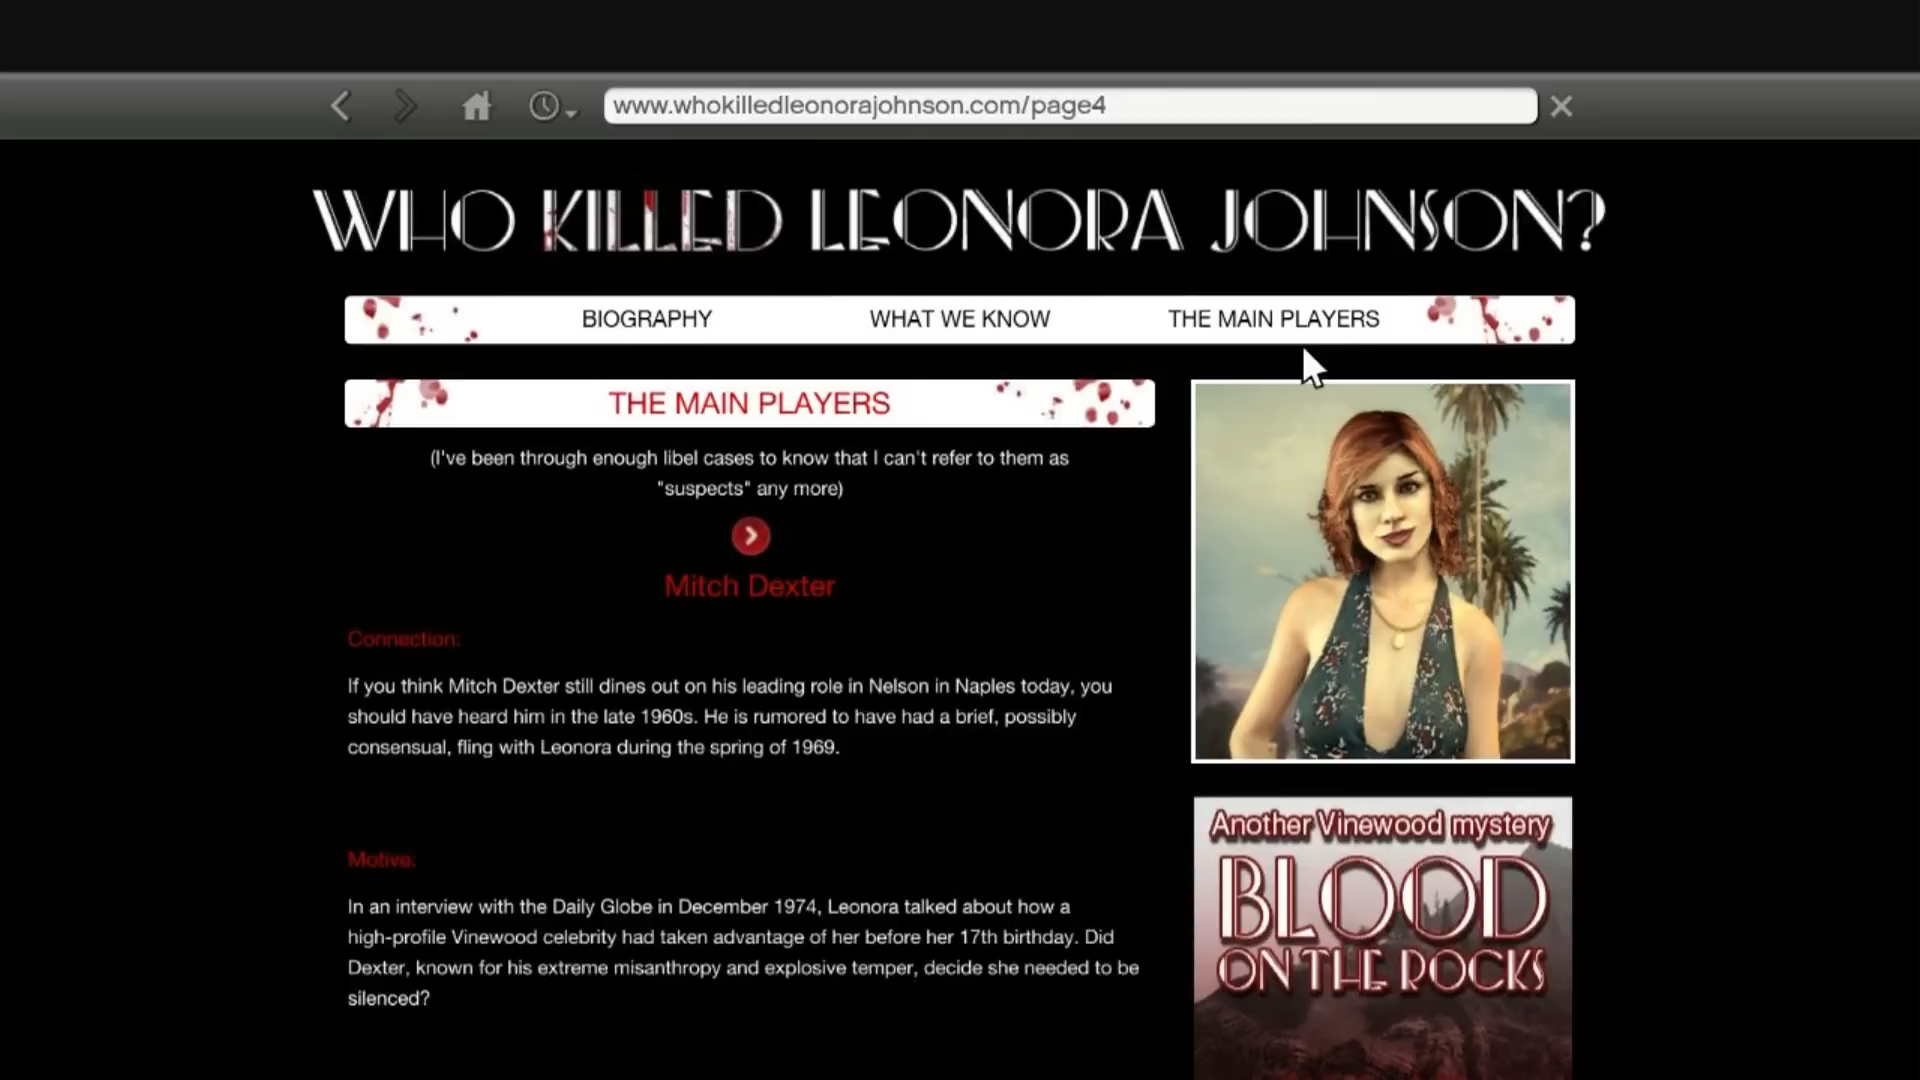 www.whokilledleonorajohnson.com/page4
WHO KILLED LEONORA JOHNSON?
BIOGRAPHY WHAT WE KNOW THE MAIN PLAYERS
THE MAIN PLAYERS
(I've been through enough libel cases to know that I can't refer to them as
"suspects" any more)
Mitch Dexter
Connection:
If you think Mitch Dexter still dines out on his leading role in Nelson in Naples today, you
should have heard him in the late 1960s. He is rumored to have had a brief, possibly
consensual, fling with Leonora during the spring of 1969.
Motive:
In an interview with the Daily Globe in December 1974, Leonora talked about how a
high-profile Vinewood celebrity had taken advantage of her before her 17th birthday. Did
Dexter, known for his extreme misanthropy and explosive temper, decide she needed to be
silenced?
Another Vinewood mystery
BLOOD
ON THE ROCKS